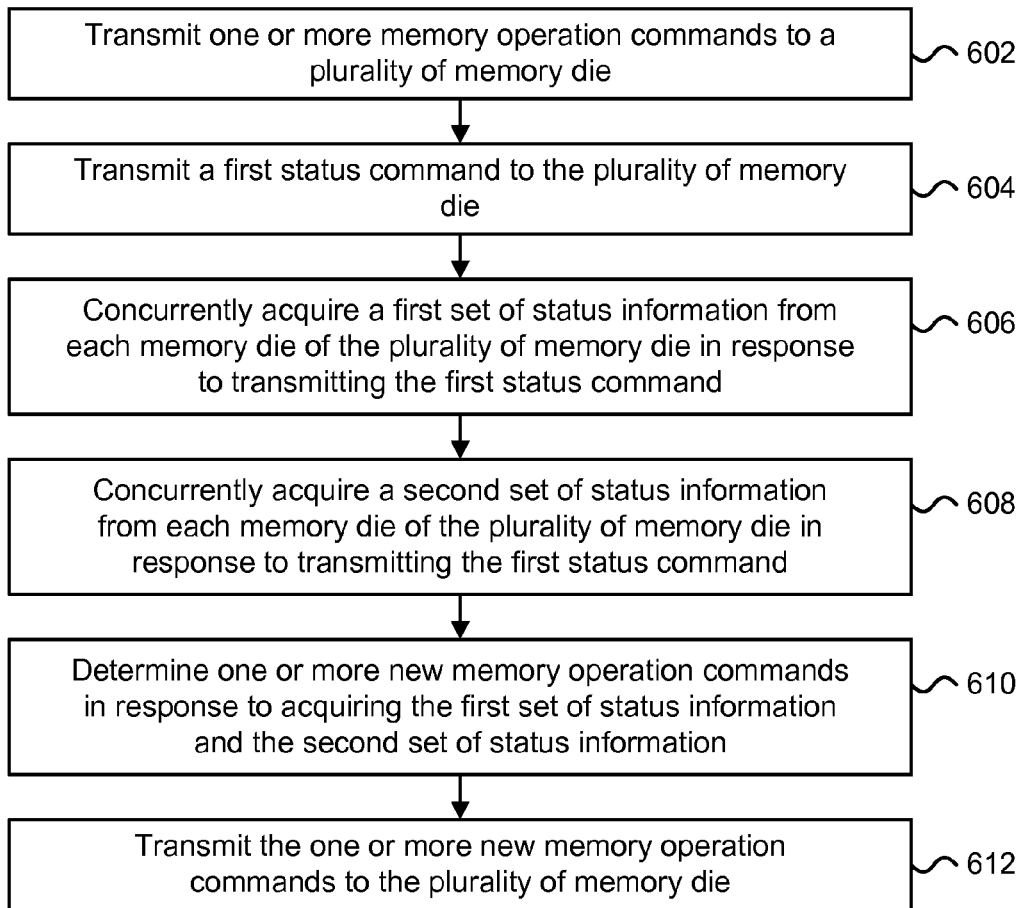 Transmit one or more memory operation commands to a
plurality of memory die
602
Transmit a first status command to the plurality of memory
die
604
Concurrently acquire a first set of status information from
each memory die of the plurality of memory die in response
to transmitting the first status command
606
Concurrently acquire a second set of status information
from each memory die of the plurality of memory die in
response to transmitting the first status command
608
Determine one or more new memory operation commands
in response to acquiring the first set of status information
and the second set of status information
610
Transmit the one or more new memory operation
commands to the plurality of memory die
612